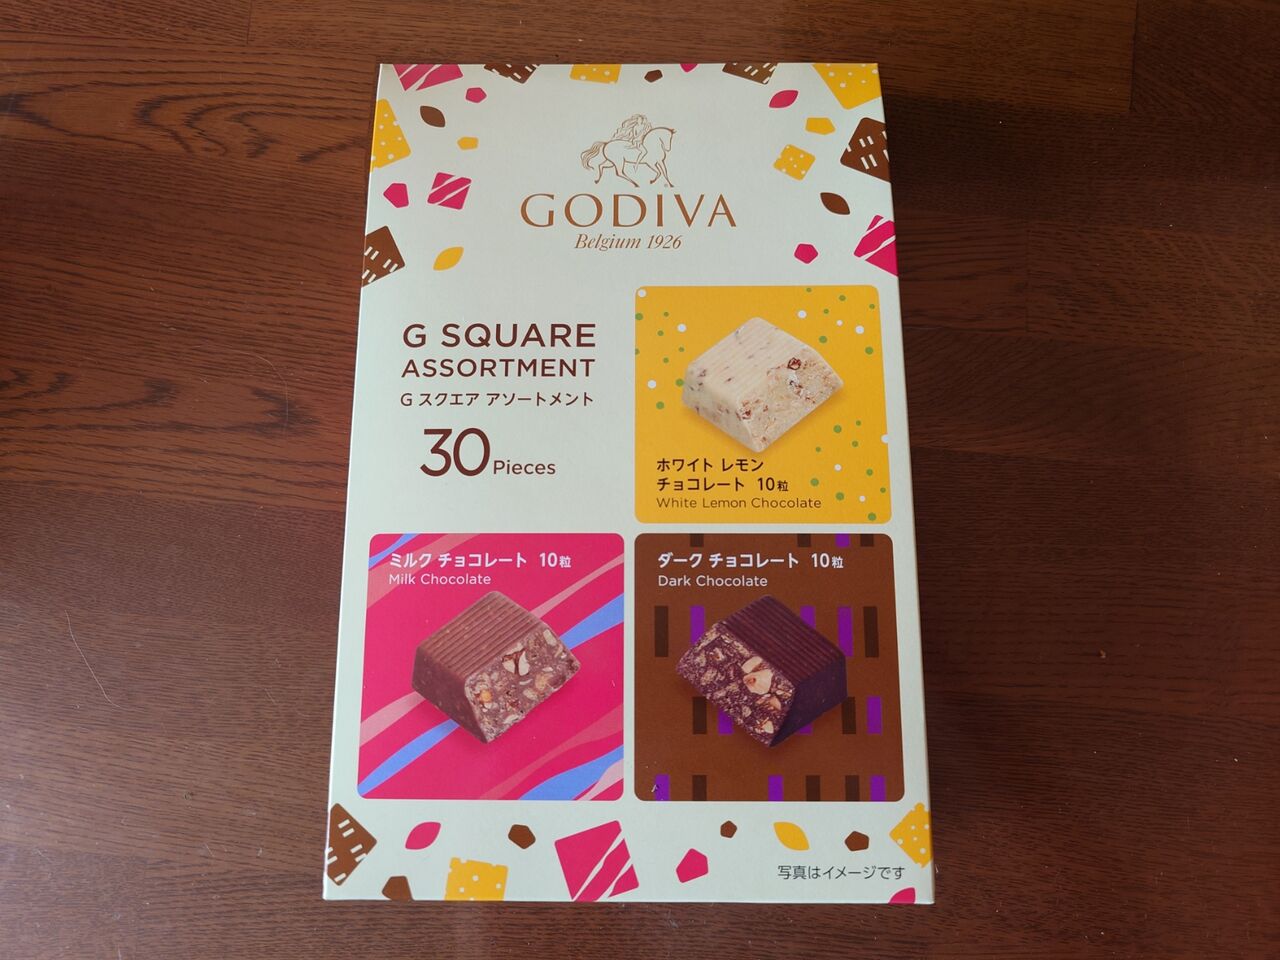 GODIVA
Belgium 1926
G SQUARE
ASSORTMENT
G スクエア アソートメント
30 Pieces
ホワイト レモン
チョコレート 10粒
White Lemon Chocolate
ミルク チョコレート 10粒
Milk Chocolate
ダーク チョコレート 10粒
Dark Chocolate
写真はイメージです